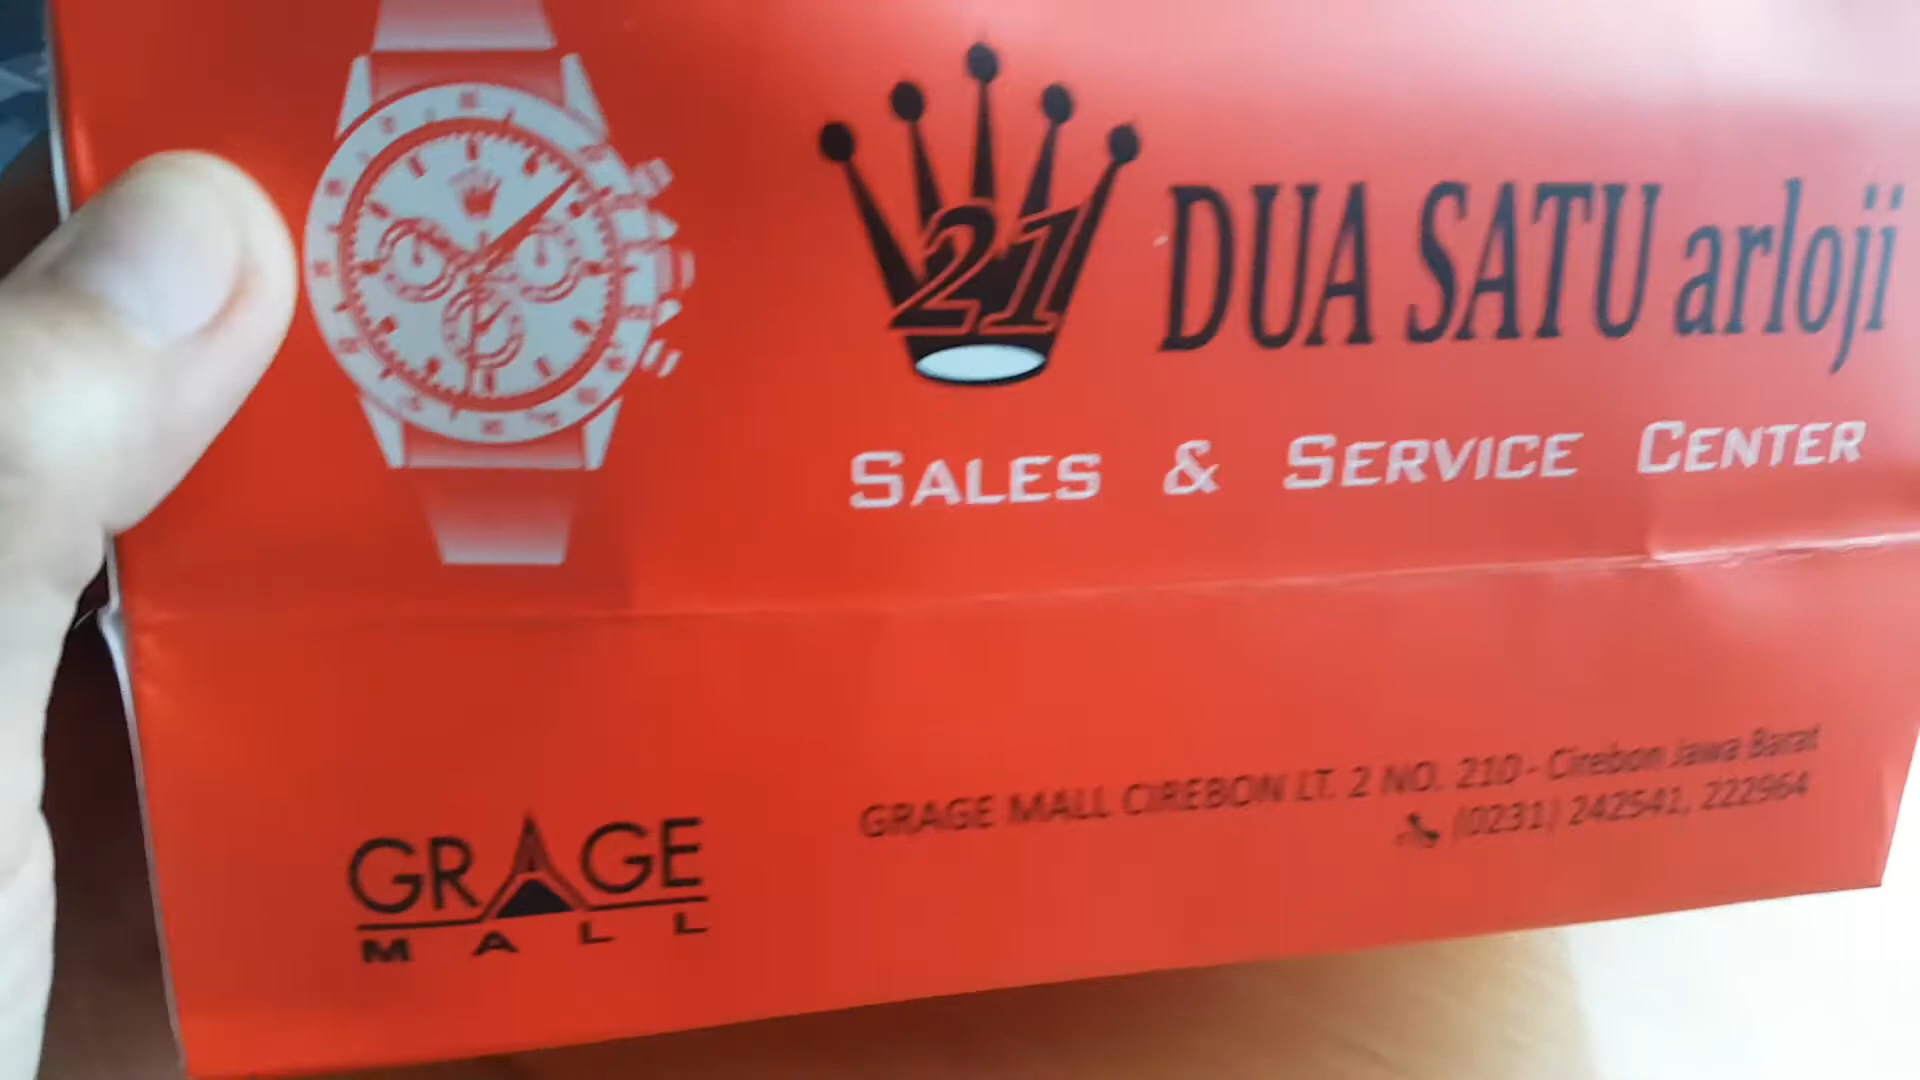 21
DUA SATU arloji
SALES & SERVICE CENTER
GRAGE MALL CIREBON LT. 2 NO. 210 - Cirebon Jawa Barat
(0231) 242541, 222964
GRAGE
MALL